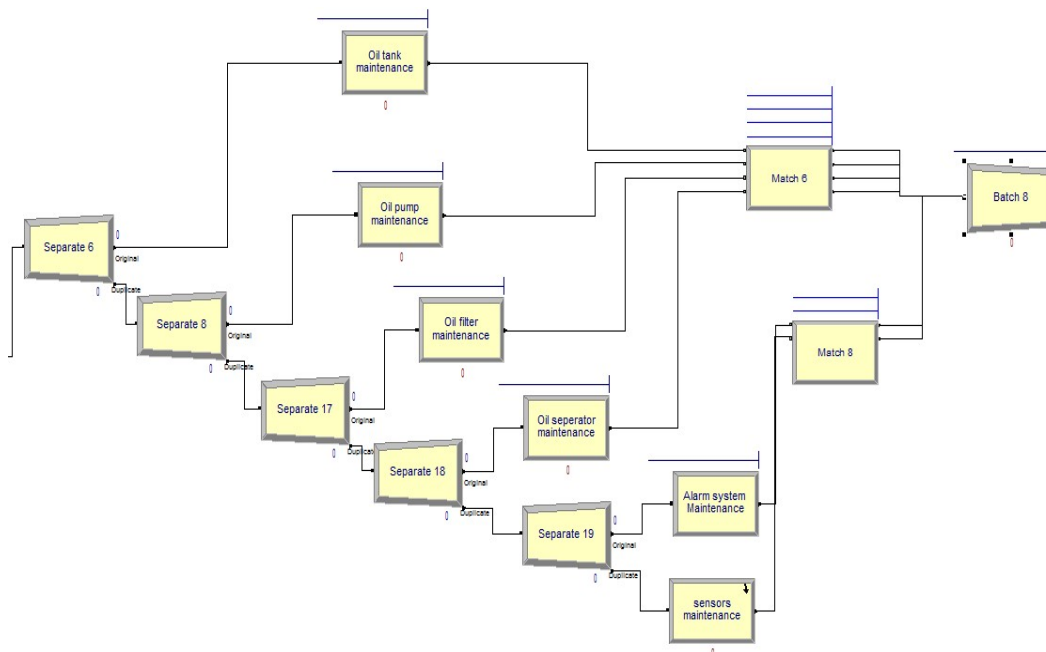 Oil tank
maintenance
0
Match 6
Oil pump
maintenance
0
Batch 8
0
Separate 6
0
Original
0
Duplicate
Separate 8
0
Original
0
Duplicate
Oil filter
maintenance
0
Match 8
Separate 17
0
Original
0
Duplicate
Oil seperator
maintenance
0
Separate 18
0
Original
0
Duplicate
Alarm system
Maintenance
Separate 19
0
Original
0
Duplicate
sensors
maintenance